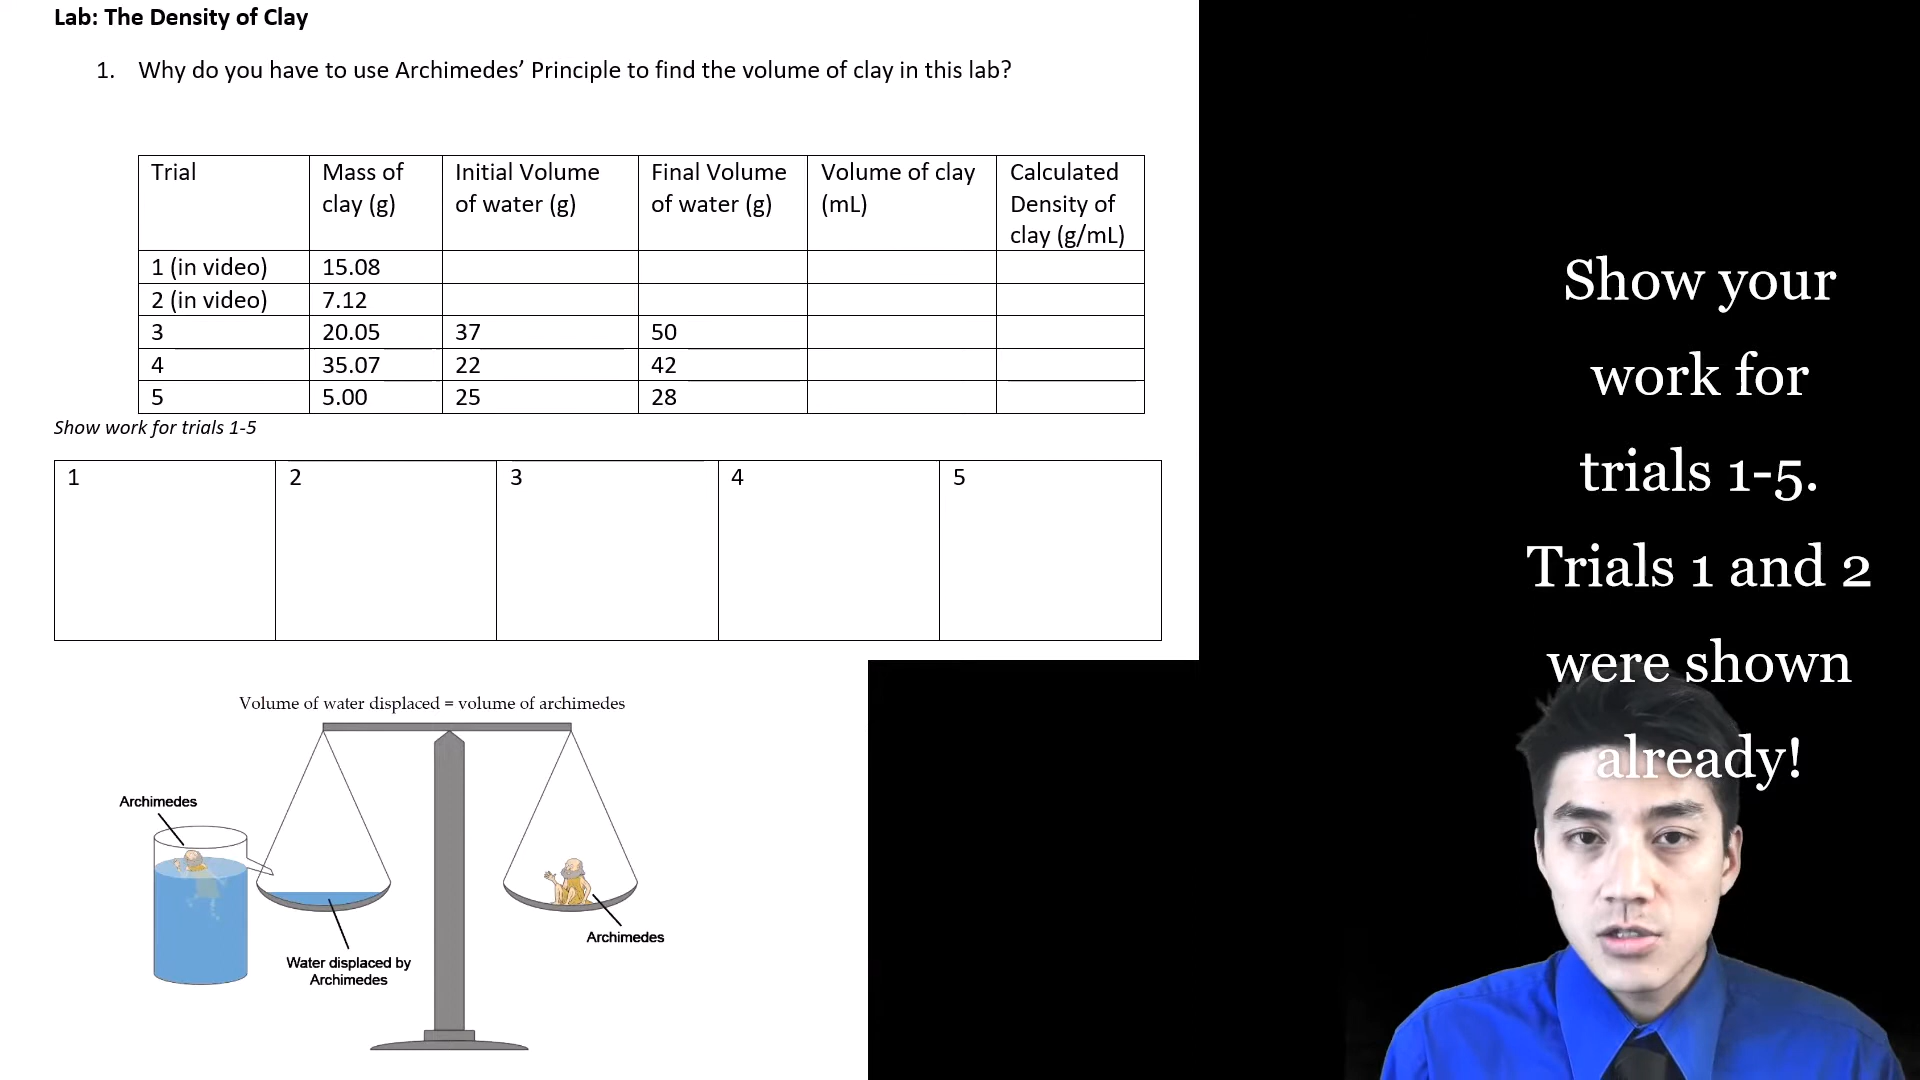 Lab: The Density of Clay
1. Why do you have to use Archimedes’ Principle to find the volume of clay in this lab?
Trial Mass of clay (g) Initial Volume of water (g) Final Volume of water (g) Volume of clay (mL) Calculated Density of clay (g/mL)
1 (in video) 15.08
2 (in video) 7.12
3 20.05 37 50
4 35.07 22 42
5 5.00 25 28
Show work for trials 1-5
1 2 3 4 5
Volume of water displaced = volume of archimedes
Archimedes
Water displaced by
Archimedes
Archimedes
Show your
work for
trials 1-5.
Trials 1 and 2
were shown
already!